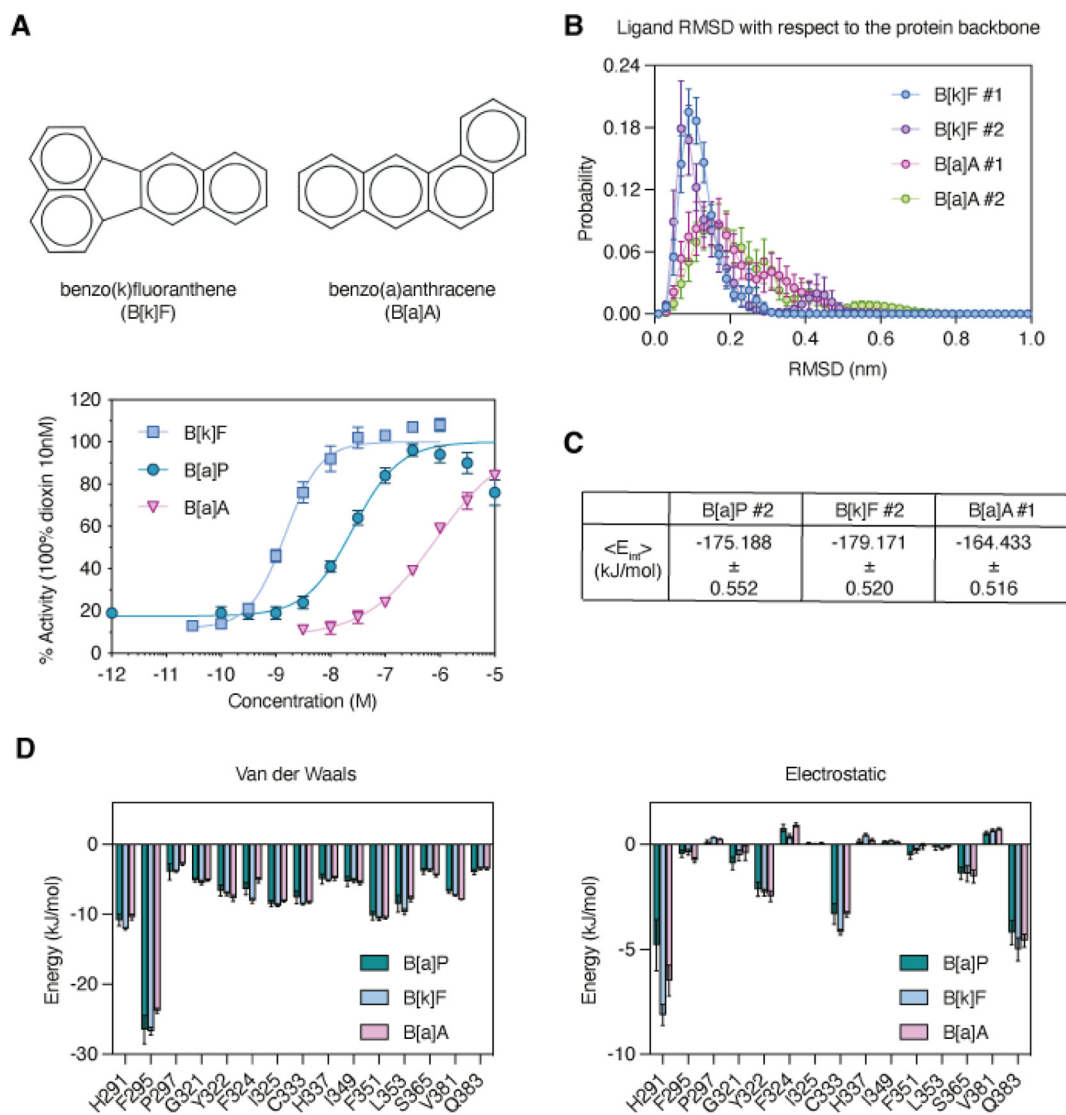 A
benzo(k)fluoranthene
(B[k]F)
benzo(a)anthracene
(B[a]A)
B
Ligand RMSD with respect to the protein backbone
Probability
0.24
0.18
0.12
0.06
0.00
0.0
0.2
0.4
0.6
0.8
1.0
RMSD (nm)
B[k]F #1
B[k]F #2
B[a]A #1
B[a]A #2
% Activity (100% dioxin 10nM)
120
100
80
60
40
20
0
-12
-11
-10
-9
-8
-7
-6
-5
Concentration (M)
B[k]F
B[a]P
B[a]A
C
B[a]P #2 B[k]F #2 B[a]A #1
<E_int> (kJ/mol)
-175.188 ± 0.552
-179.171 ± 0.520
-164.433 ± 0.516
D
Van der Waals
Energy (kJ/mol)
0
-10
-20
-30
B[a]P
B[k]F
B[a]A
H291
F295
P297
G321
Y322
F324
I325
C333
H337
I349
F351
L353
S365
V381
Q383
Electrostatic
Energy (kJ/mol)
0
-5
-10
B[a]P
B[k]F
B[a]A
H291
F295
P297
G321
Y322
F324
I325
C333
H337
I349
F351
L353
S365
V381
Q383